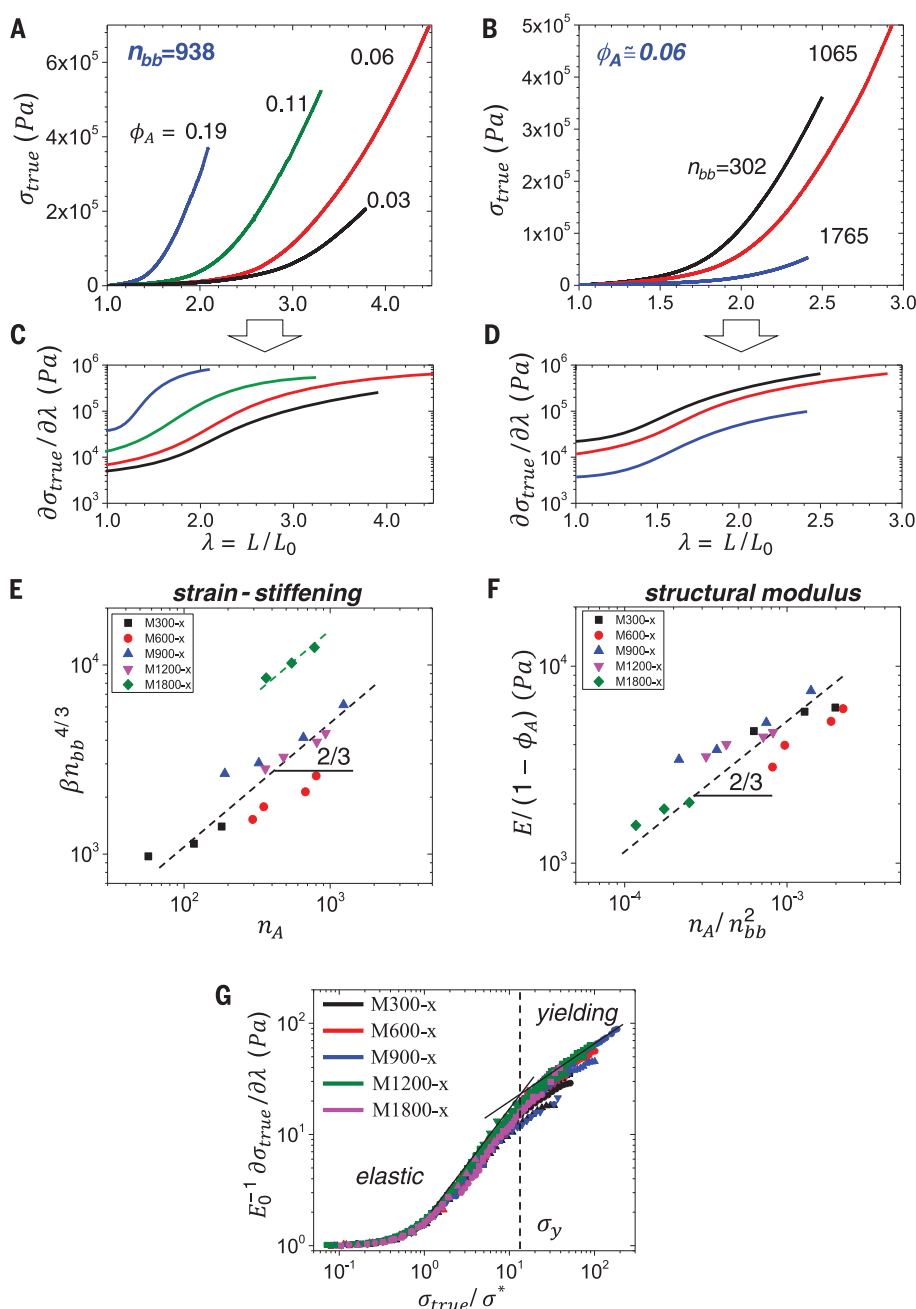 A
n_bb=938
0.06
0.11
ϕ_A = 0.19
0.03
6x10^5
4x10^5
2x10^5
0
σ_true (Pa)
1.0 2.0 3.0 4.0
B
ϕ_A ≅ 0.06
1065
n_bb=302
1765
5x10^5
4x10^5
3x10^5
2x10^5
1x10^5
0
σ_true (Pa)
1.0 1.5 2.0 2.5 3.0
C
10^6
10^5
10^4
10^3
∂σ_true/∂λ (Pa)
1.0 2.0 3.0 4.0
λ = L/L_0
D
10^6
10^5
10^4
10^3
∂σ_true/∂λ (Pa)
1.0 1.5 2.0 2.5 3.0
λ = L/L_0
E
strain - stiffening
M300-x
M600-x
M900-x
M1200-x
M1800-x
10^4
10^3
βn_bb^4/3
2/3
10^2 10^3
n_A
F
structural modulus
M300-x
M600-x
M900-x
M1200-x
M1800-x
10^4
10^3
E/(1 − ϕ_A) (Pa)
2/3
10^-4 10^-3
n_A/n_bb^2
G
M300-x
M600-x
M900-x
M1200-x
M1800-x
yielding
elastic
σ_y
10^2
10^1
10^0
E_0^-1 ∂σ_true/∂λ (Pa)
10^-1 10^0 10^1 10^2
σ_true/σ^*